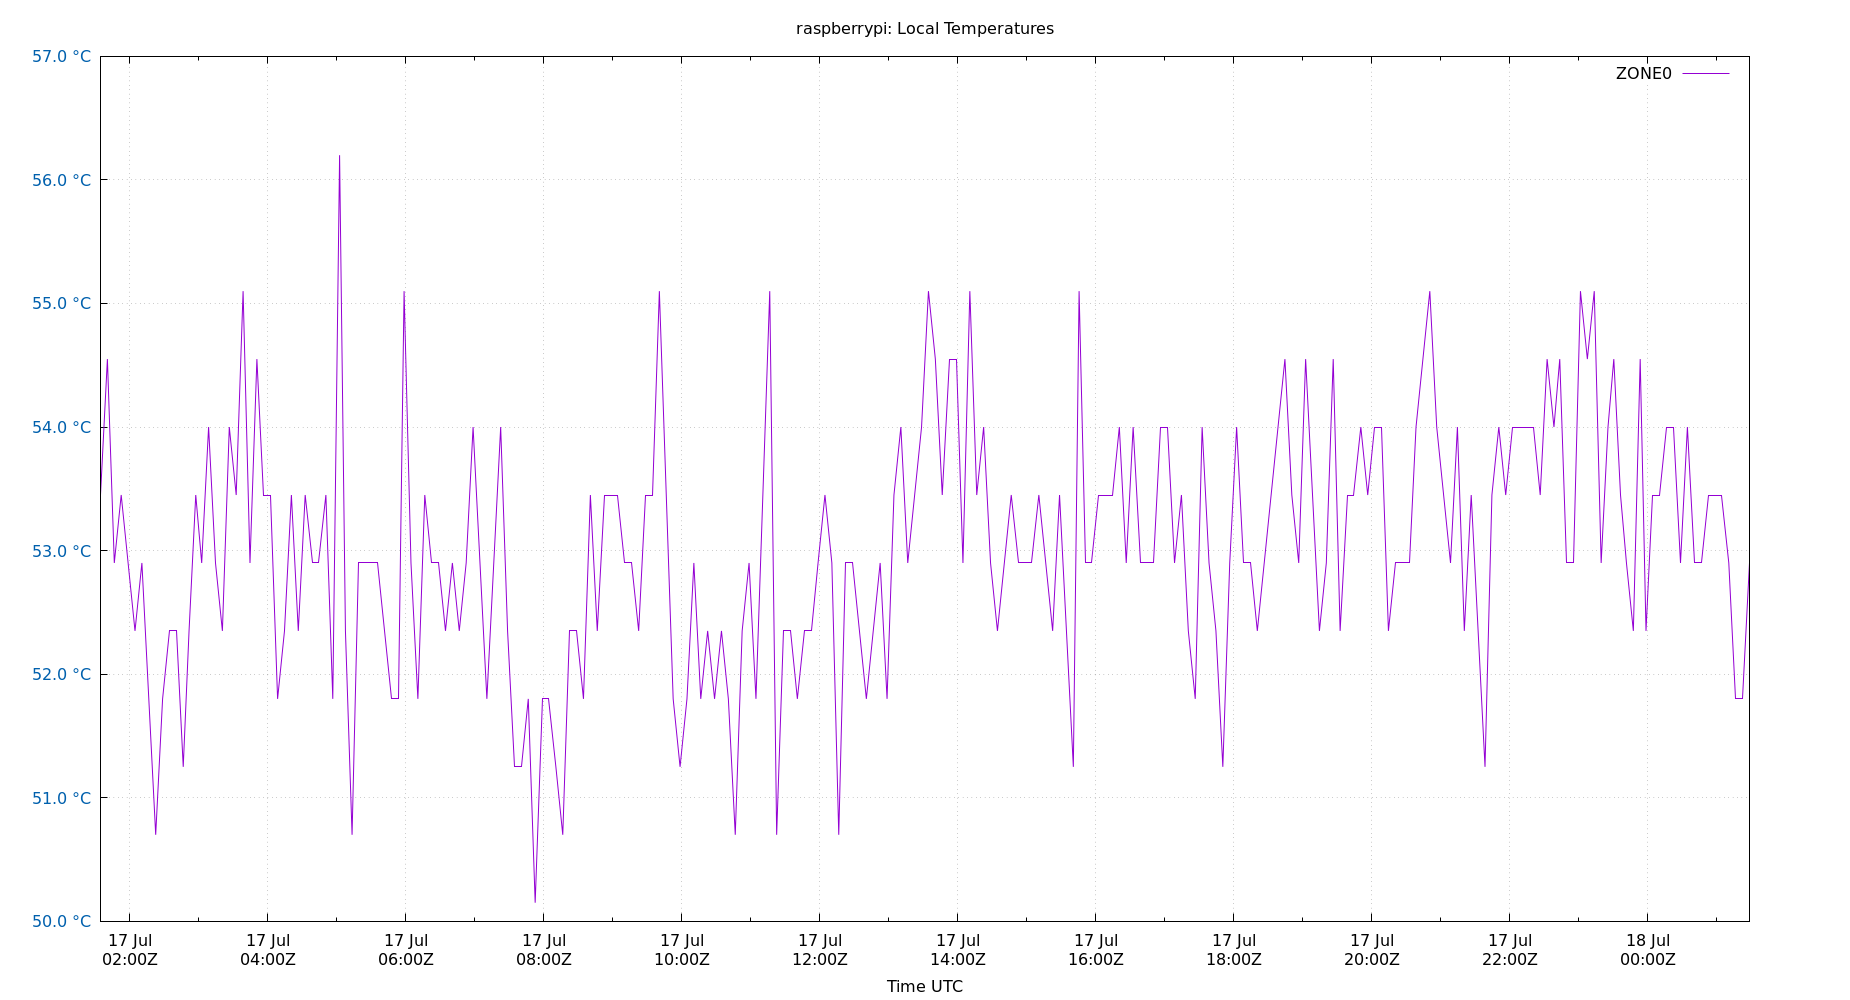 raspberrypi: Local Temperatures
57.0 °C
ZONE0
56.0 °C
55.0 °C
54.0 °C
53.0 °C
52.0 °C
51.0 °C
50.0 °C
17 Jul 17 Jul 17 Jul 17 Jul 17 Jul 17 Jul 17 Jul 17 Jul 17 Jul 17 Jul 17 Jul 18 Jul
02:00Z 04:00Z 06:00Z 08:00Z 10:00Z 12:00Z 14:00Z 16:00Z 18:00Z 20:00Z 22:00Z 00:00Z
Time UTC